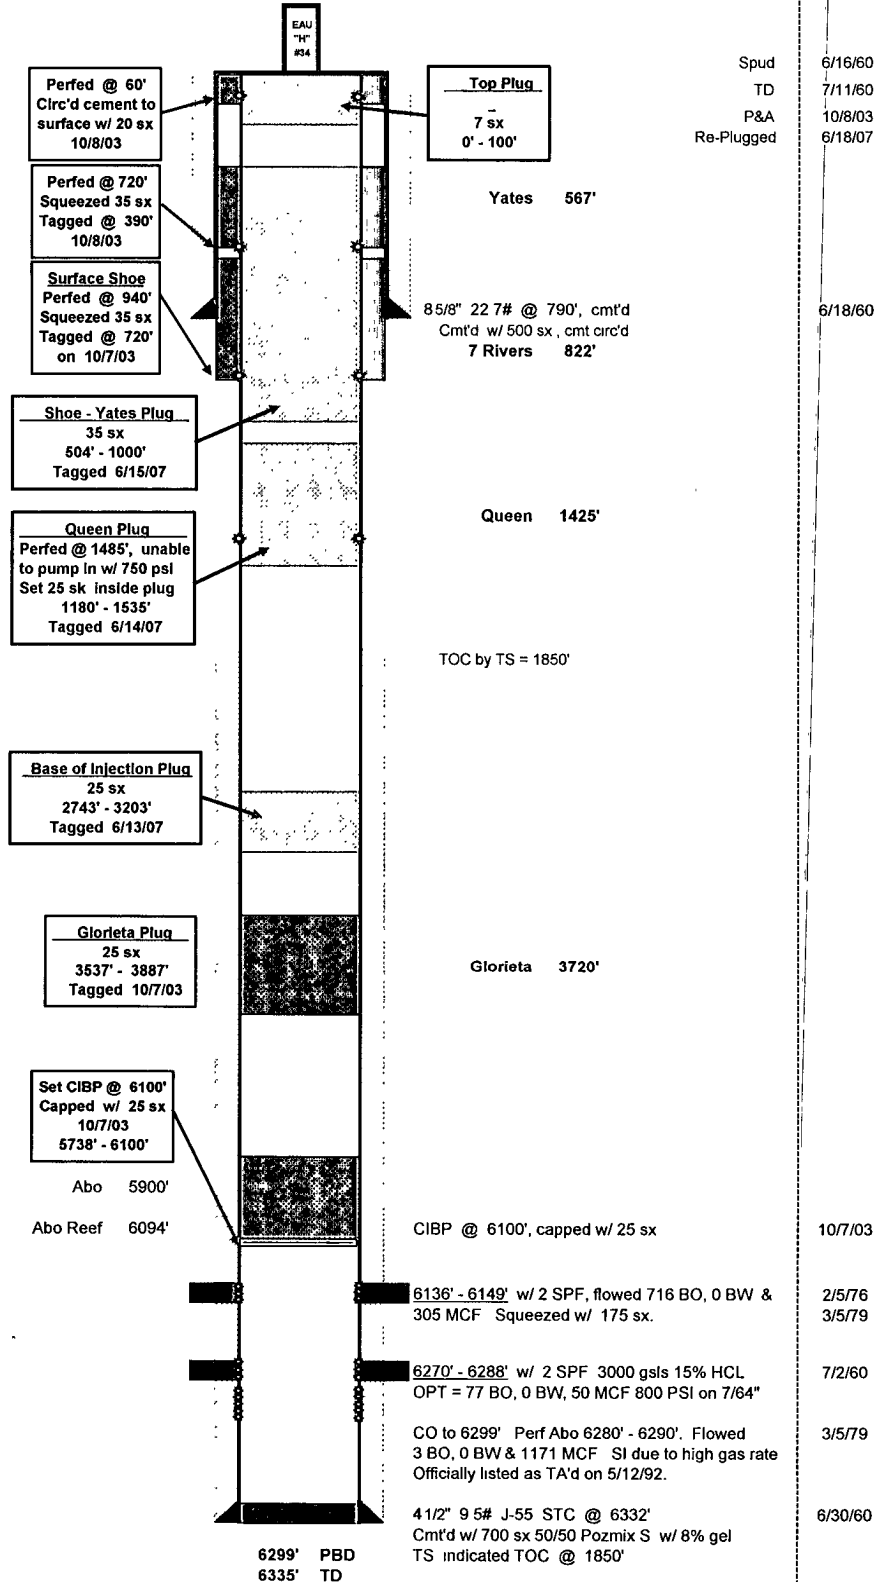 EAU
"H"
#34
Spud 6/16/60
TD 7/11/60
P&A 10/8/03
Re-Plugged 6/18/07
Perfed @ 60'
Circ'd cement to
surface w/ 20 sx
10/8/03
Top Plug
7 sx
0' - 100'
Perfed @ 720'
Squeezed 35 sx
Tagged @ 390'
10/8/03
Yates 567'
Surface Shoe
Perfed @ 940'
Squeezed 35 sx
Tagged @ 720'
on 10/7/03
8 5/8" 22 7# @ 790', cmt'd 6/18/60
Cmt'd w/ 500 sx , cmt circ'd
7 Rivers 822'
Shoe - Yates Plug
35 sx
504' - 1000'
Tagged 6/15/07
Queen 1425'
Queen Plug
Perfed @ 1485', unable
to pump in w/ 750 psi
Set 25 sk inside plug
1180' - 1535'
Tagged 6/14/07
TOC by TS = 1850'
Base of Injection Plug
25 sx
2743' - 3203'
Tagged 6/13/07
Glorieta Plug
25 sx
3537' - 3887'
Tagged 10/7/03
Glorieta 3720'
Set CIBP @ 6100'
Capped w/ 25 sx
10/7/03
5738' - 6100'
Abo 5900'
Abo Reef 6094'
CIBP @ 6100', capped w/ 25 sx 10/7/03
6136' - 6149' w/ 2 SPF, flowed 716 BO, 0 BW & 2/5/76
305 MCF Squeezed w/ 175 sx. 3/5/79
6270' - 6288' w/ 2 SPF 3000 gsls 15% HCL 7/2/60
OPT = 77 BO, 0 BW, 50 MCF 800 PSI on 7/64"
CO to 6299' Perf Abo 6280' - 6290'. Flowed 3/5/79
3 BO, 0 BW & 1171 MCF SI due to high gas rate
Officially listed as TA'd on 5/12/92.
4 1/2" 9 5# J-55 STC @ 6332' 6/30/60
Cmt'd w/ 700 sx 50/50 Pozmix S w/ 8% gel
TS indicated TOC @ 1850'
6299' PBD
6335' TD